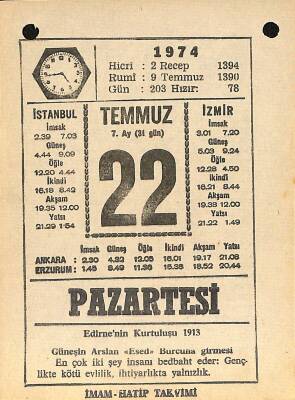 1974
Hicrî : 2 Recep 1394
Rumî : 9 Temmuz 1390
Gün : 203 Hızır: 78
İSTANBUL
İmsak
2.39 7.03
Güneş
4.44 9.09
Öğle
12.20 4.44
İkindi
16.18 8.42
Akşam
19.35 12.00
Yatsı
21.29 1.54
TEMMUZ
7. Ay (31 gün)
22
İZMİR
İmsak
3.01 7.20
Güneş
5.03 9.24
Öğle
12.28 4.50
İkindi
16.21 8.44
Akşam
19.38 12.00
Yatsı
21.22 1.49
İmsak Güneş Öğle İkindi Akşam Yatsı
ANKARA : 2.30 4.32 12.05 16.01 19.17 21.08
ERZURUM : 1.45 3.49 11.36 15.35 18.52 20.44
PAZARTESİ
Edirne'nin Kurtuluşu 1913
Güneşin Arslan «Esed» Burcuna girmesi
En çok iki şey insanı bedbaht eder: Genç-
likte kötü evlilik, ihtiyarlıkta yalnızlık.
İMAM - HATİP TAKVİMİ